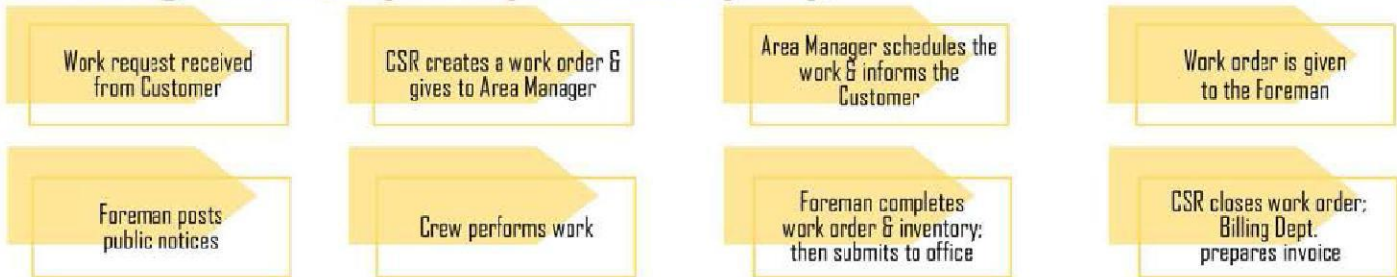 Work request received
from Customer
CSR creates a work order &
gives to Area Manager
Area Manager schedules the
work & informs the
Customer
Work order is given
to the Foreman
Foreman posts
public notices
Crew performs work
Foreman completes
work order & inventory;
then submits to office
CSR closes work order;
Billing Dept.
prepares invoice